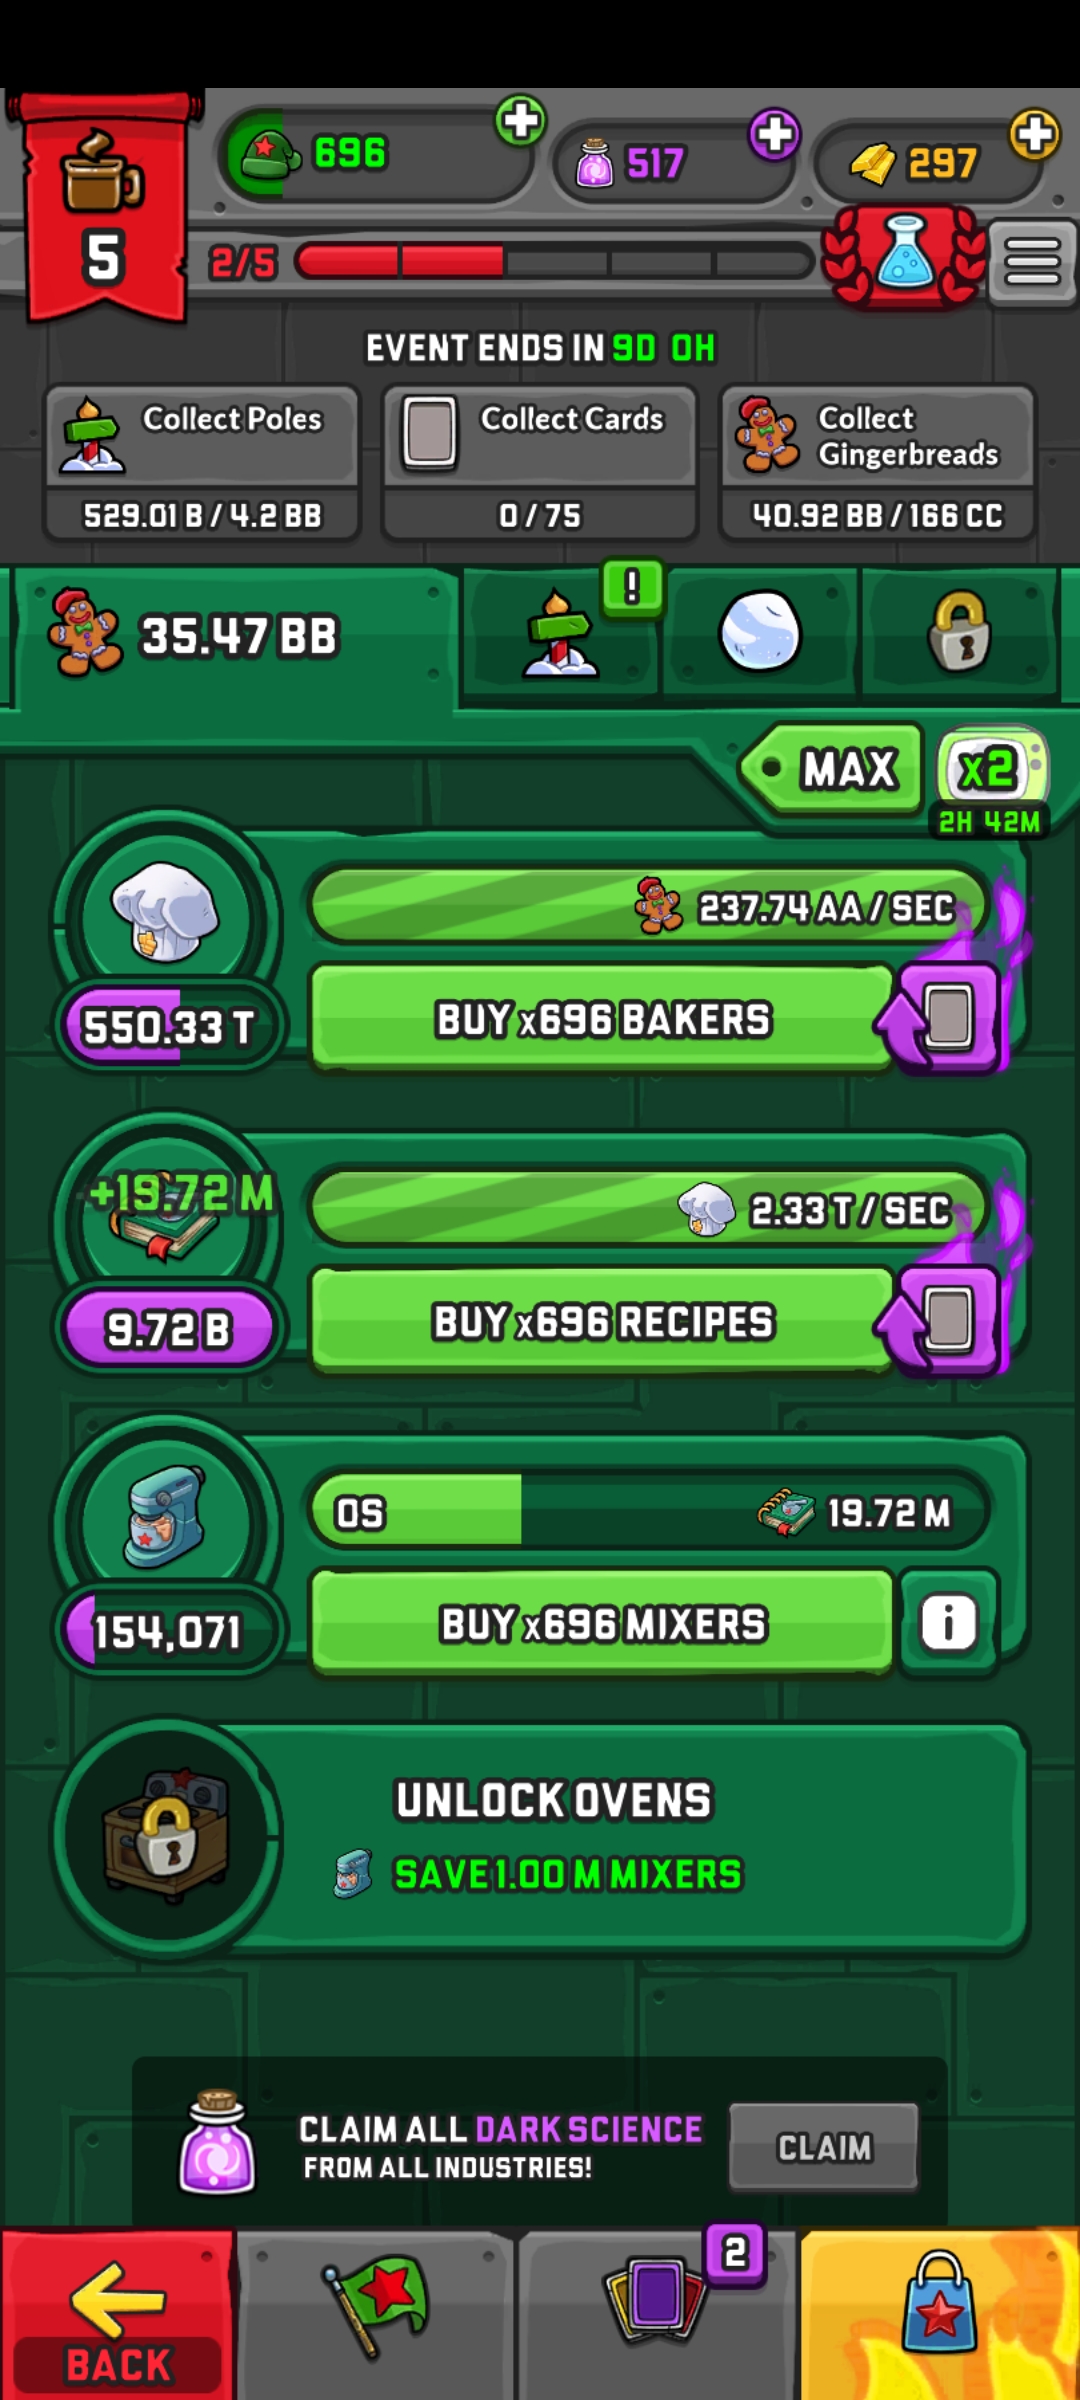 696
517
297
5
2/5
EVENT ENDS IN 9D 0H
Collect Poles
529.01 B / 4.2 BB
Collect Cards
0 / 75
Collect
Gingerbreads
40.92 BB / 166 CC
35.47 BB
!
MAX
x2
2H 42M
237.74 AA / SEC
550.33 T
BUY x696 BAKERS
+19.72 M
2.33 T / SEC
9.72 B
BUY x696 RECIPES
0S
19.72 M
154,071
BUY x696 MIXERS
i
UNLOCK OVENS
SAVE 1.00 M MIXERS
CLAIM ALL DARK SCIENCE
FROM ALL INDUSTRIES!
CLAIM
2
BACK